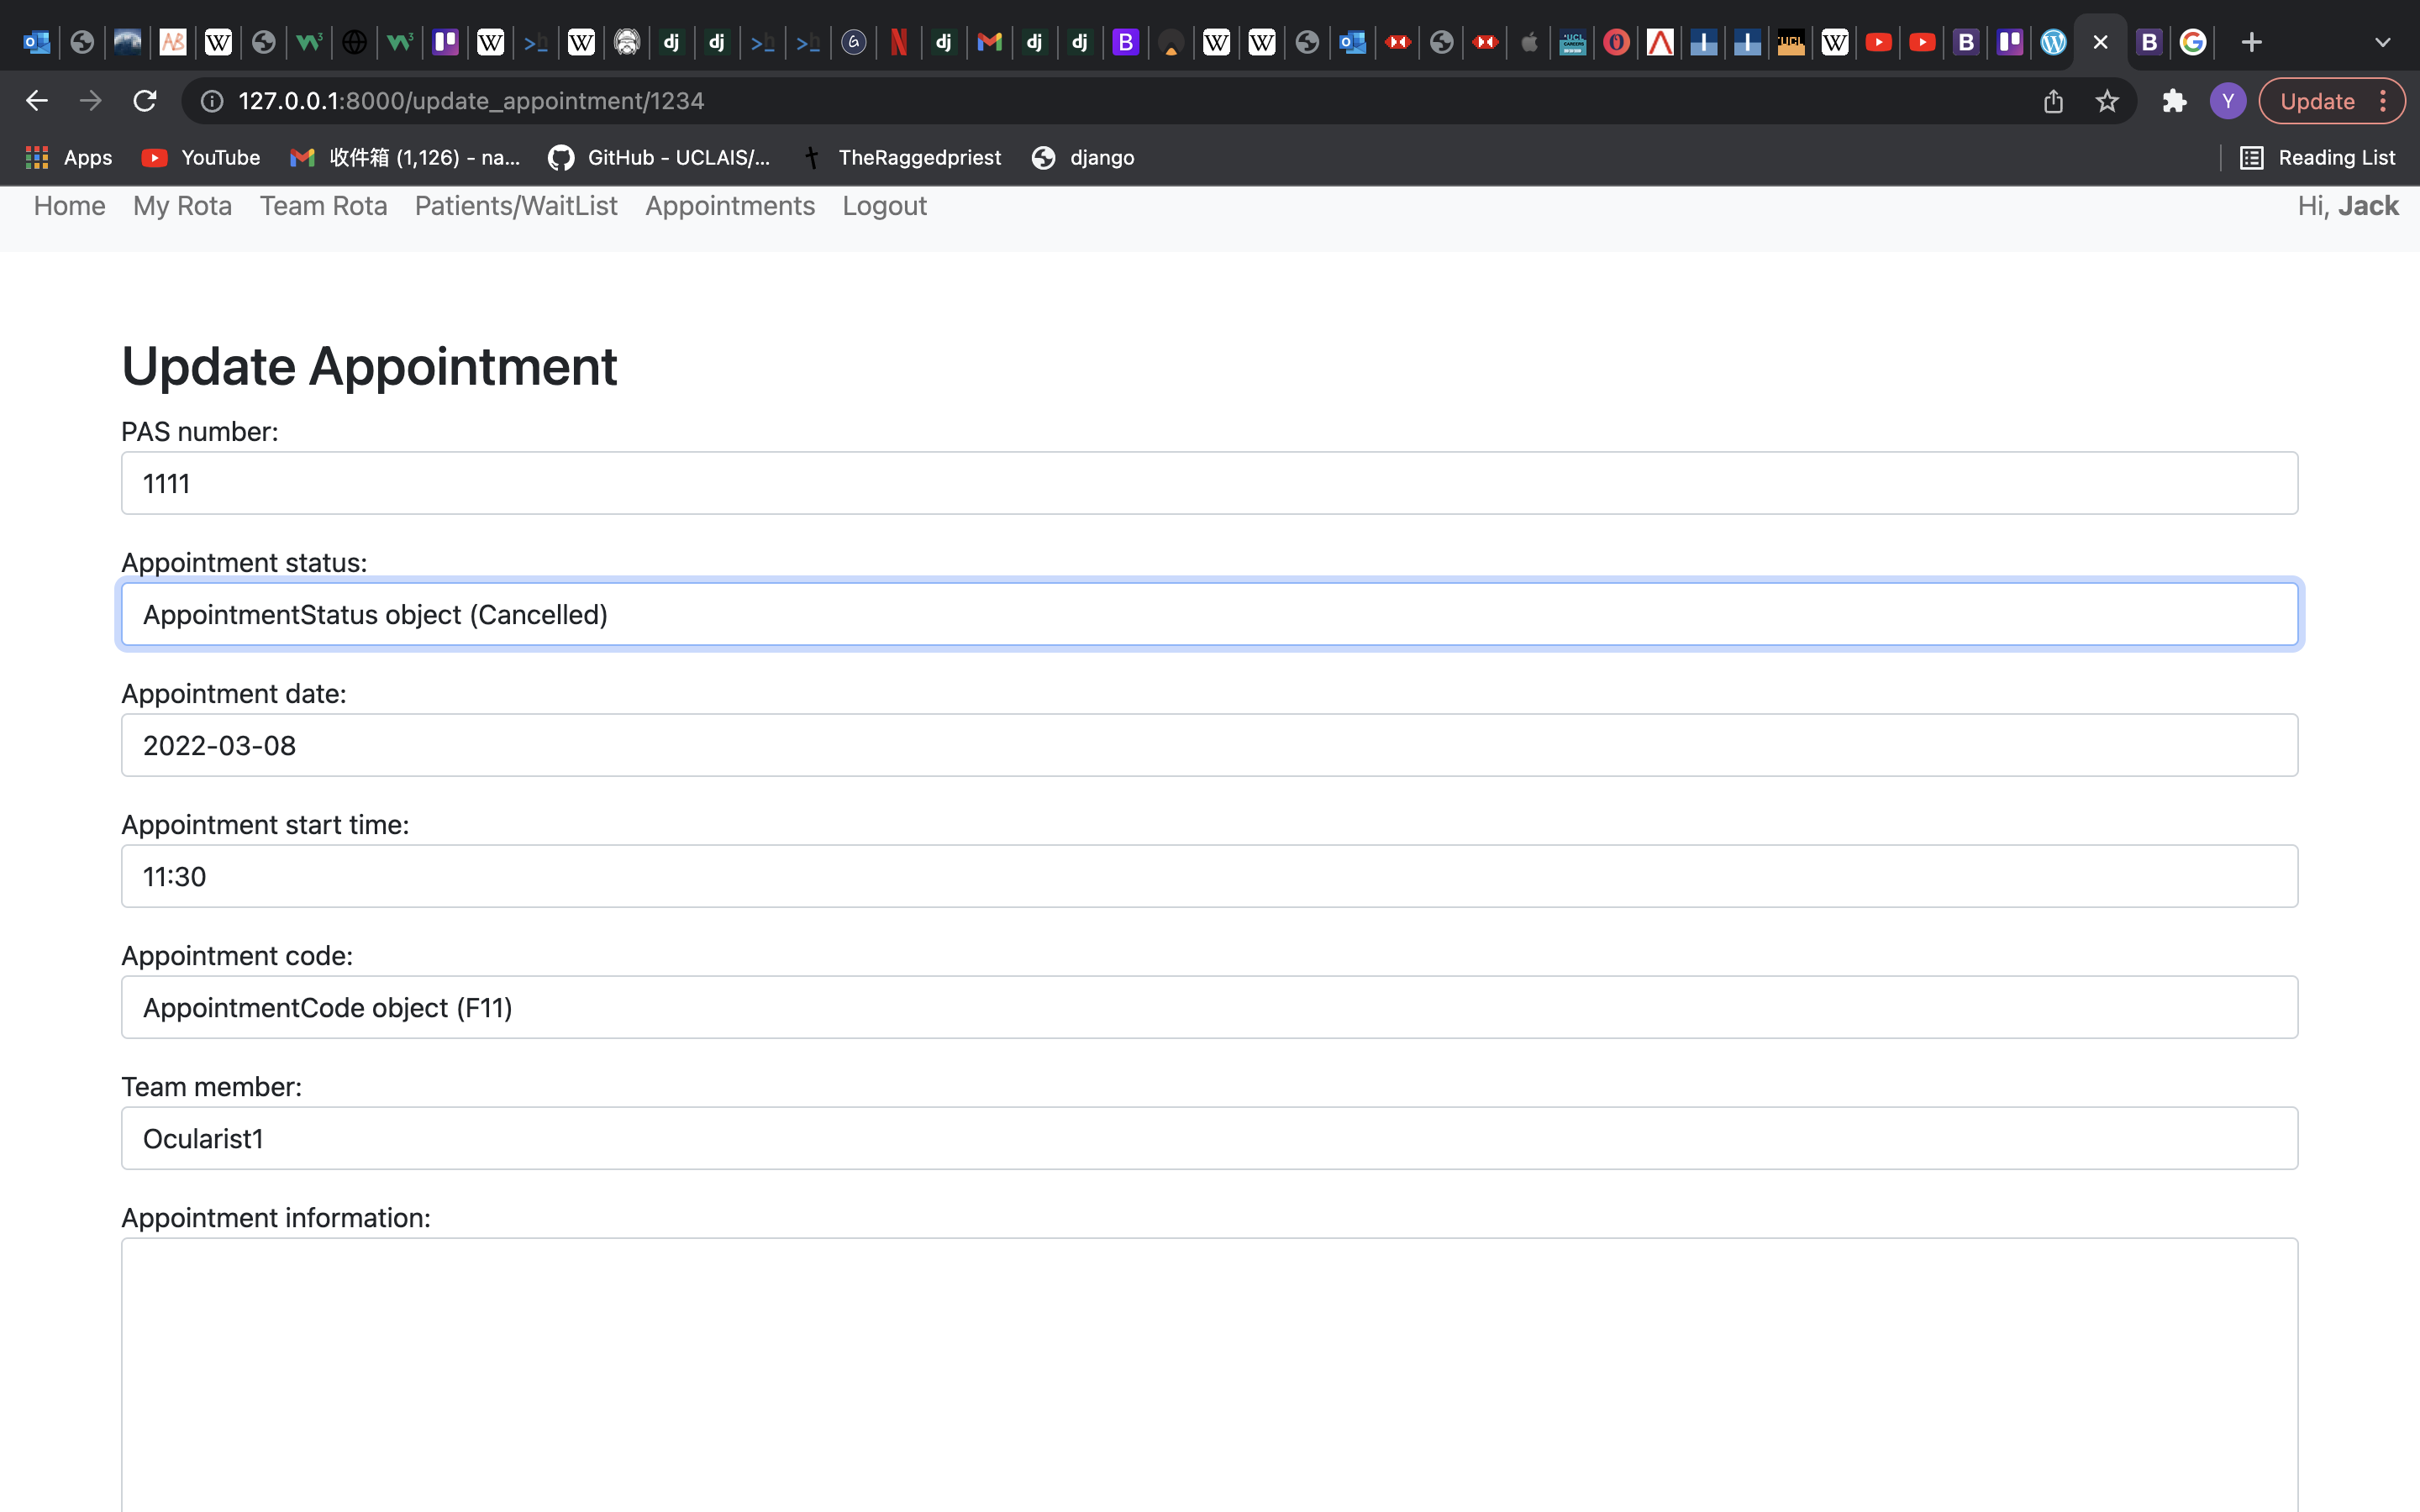 127.0.0.1:8000/update_appointment/1234
Update
Apps YouTube 收件箱 (1,126) - na... GitHub - UCLAIS/... TheRaggedpriest django Reading List
Home My Rota Team Rota Patients/WaitList Appointments Logout Hi, Jack
Update Appointment
PAS number:
1111
Appointment status:
AppointmentStatus object (Cancelled)
Appointment date:
2022-03-08
Appointment start time:
11:30
Appointment code:
AppointmentCode object (F11)
Team member:
Ocularist1
Appointment information: